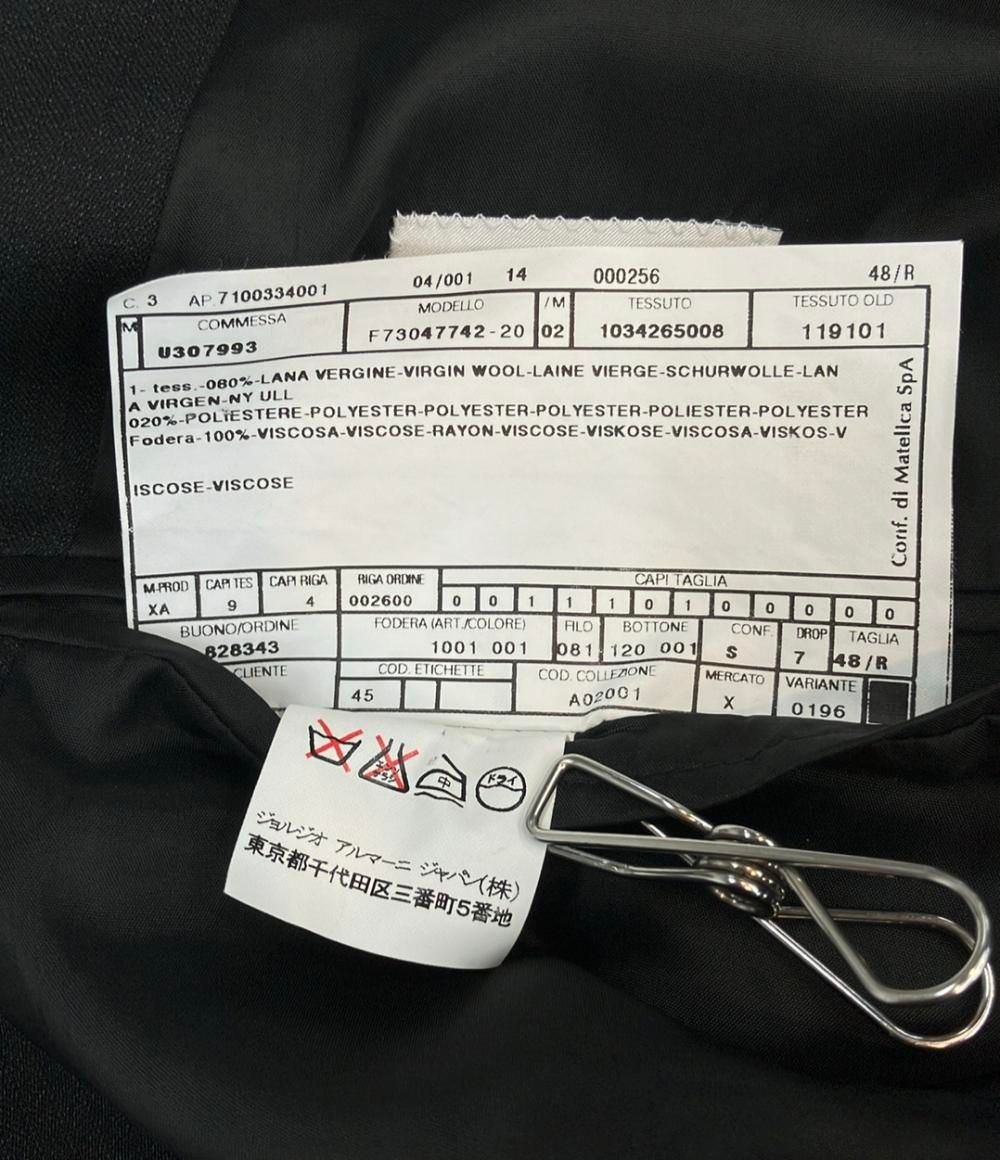 C. 3 AP.7100334001 04/001 14 000256 48/R
M COMMESSA MODELLO /M TESSUTO TESSUTO OLD
U307993 F73047742-20 02 1034265008 119101
1- tess.-080%-LANA VERGINE-VIRGIN WOOL-LAINE VIERGE-SCHURWOLLE-LAN
A VIRGEN-NY ULL
020%-POLIESTERE-POLYESTER-POLYESTER-POLYESTER-POLIESTER-POLYESTER
Fodera-100%-VISCOSA-VISCOSE-RAYON-VISCOSE-VISKOSE-VISCOSA-VISKOS-V
ISCOSE-VISCOSE
Conf. di Matelica SpA
M-PROD CAPI TES CAPI RIGA RIGA ORDINE CAPI TAGLIA
XA 9 4 002600 0 0 1 1 1 0 1 0 0 0 0 0
BUONO/ORDINE FODERA (ART./COLORE) FILO BOTTONE CONF. DROP TAGLIA
828343 1001 001 081 120 001 S 7 48/R
CLIENTE COD. ETICHETTE COD. COLLEZIONE MERCATO VARIANTE
45 A02001 X 0196
エンソ
サラシ
中
ドライ
ジョルジオ アルマーニ ジャパン(株)
東京都千代田区三番町5番地